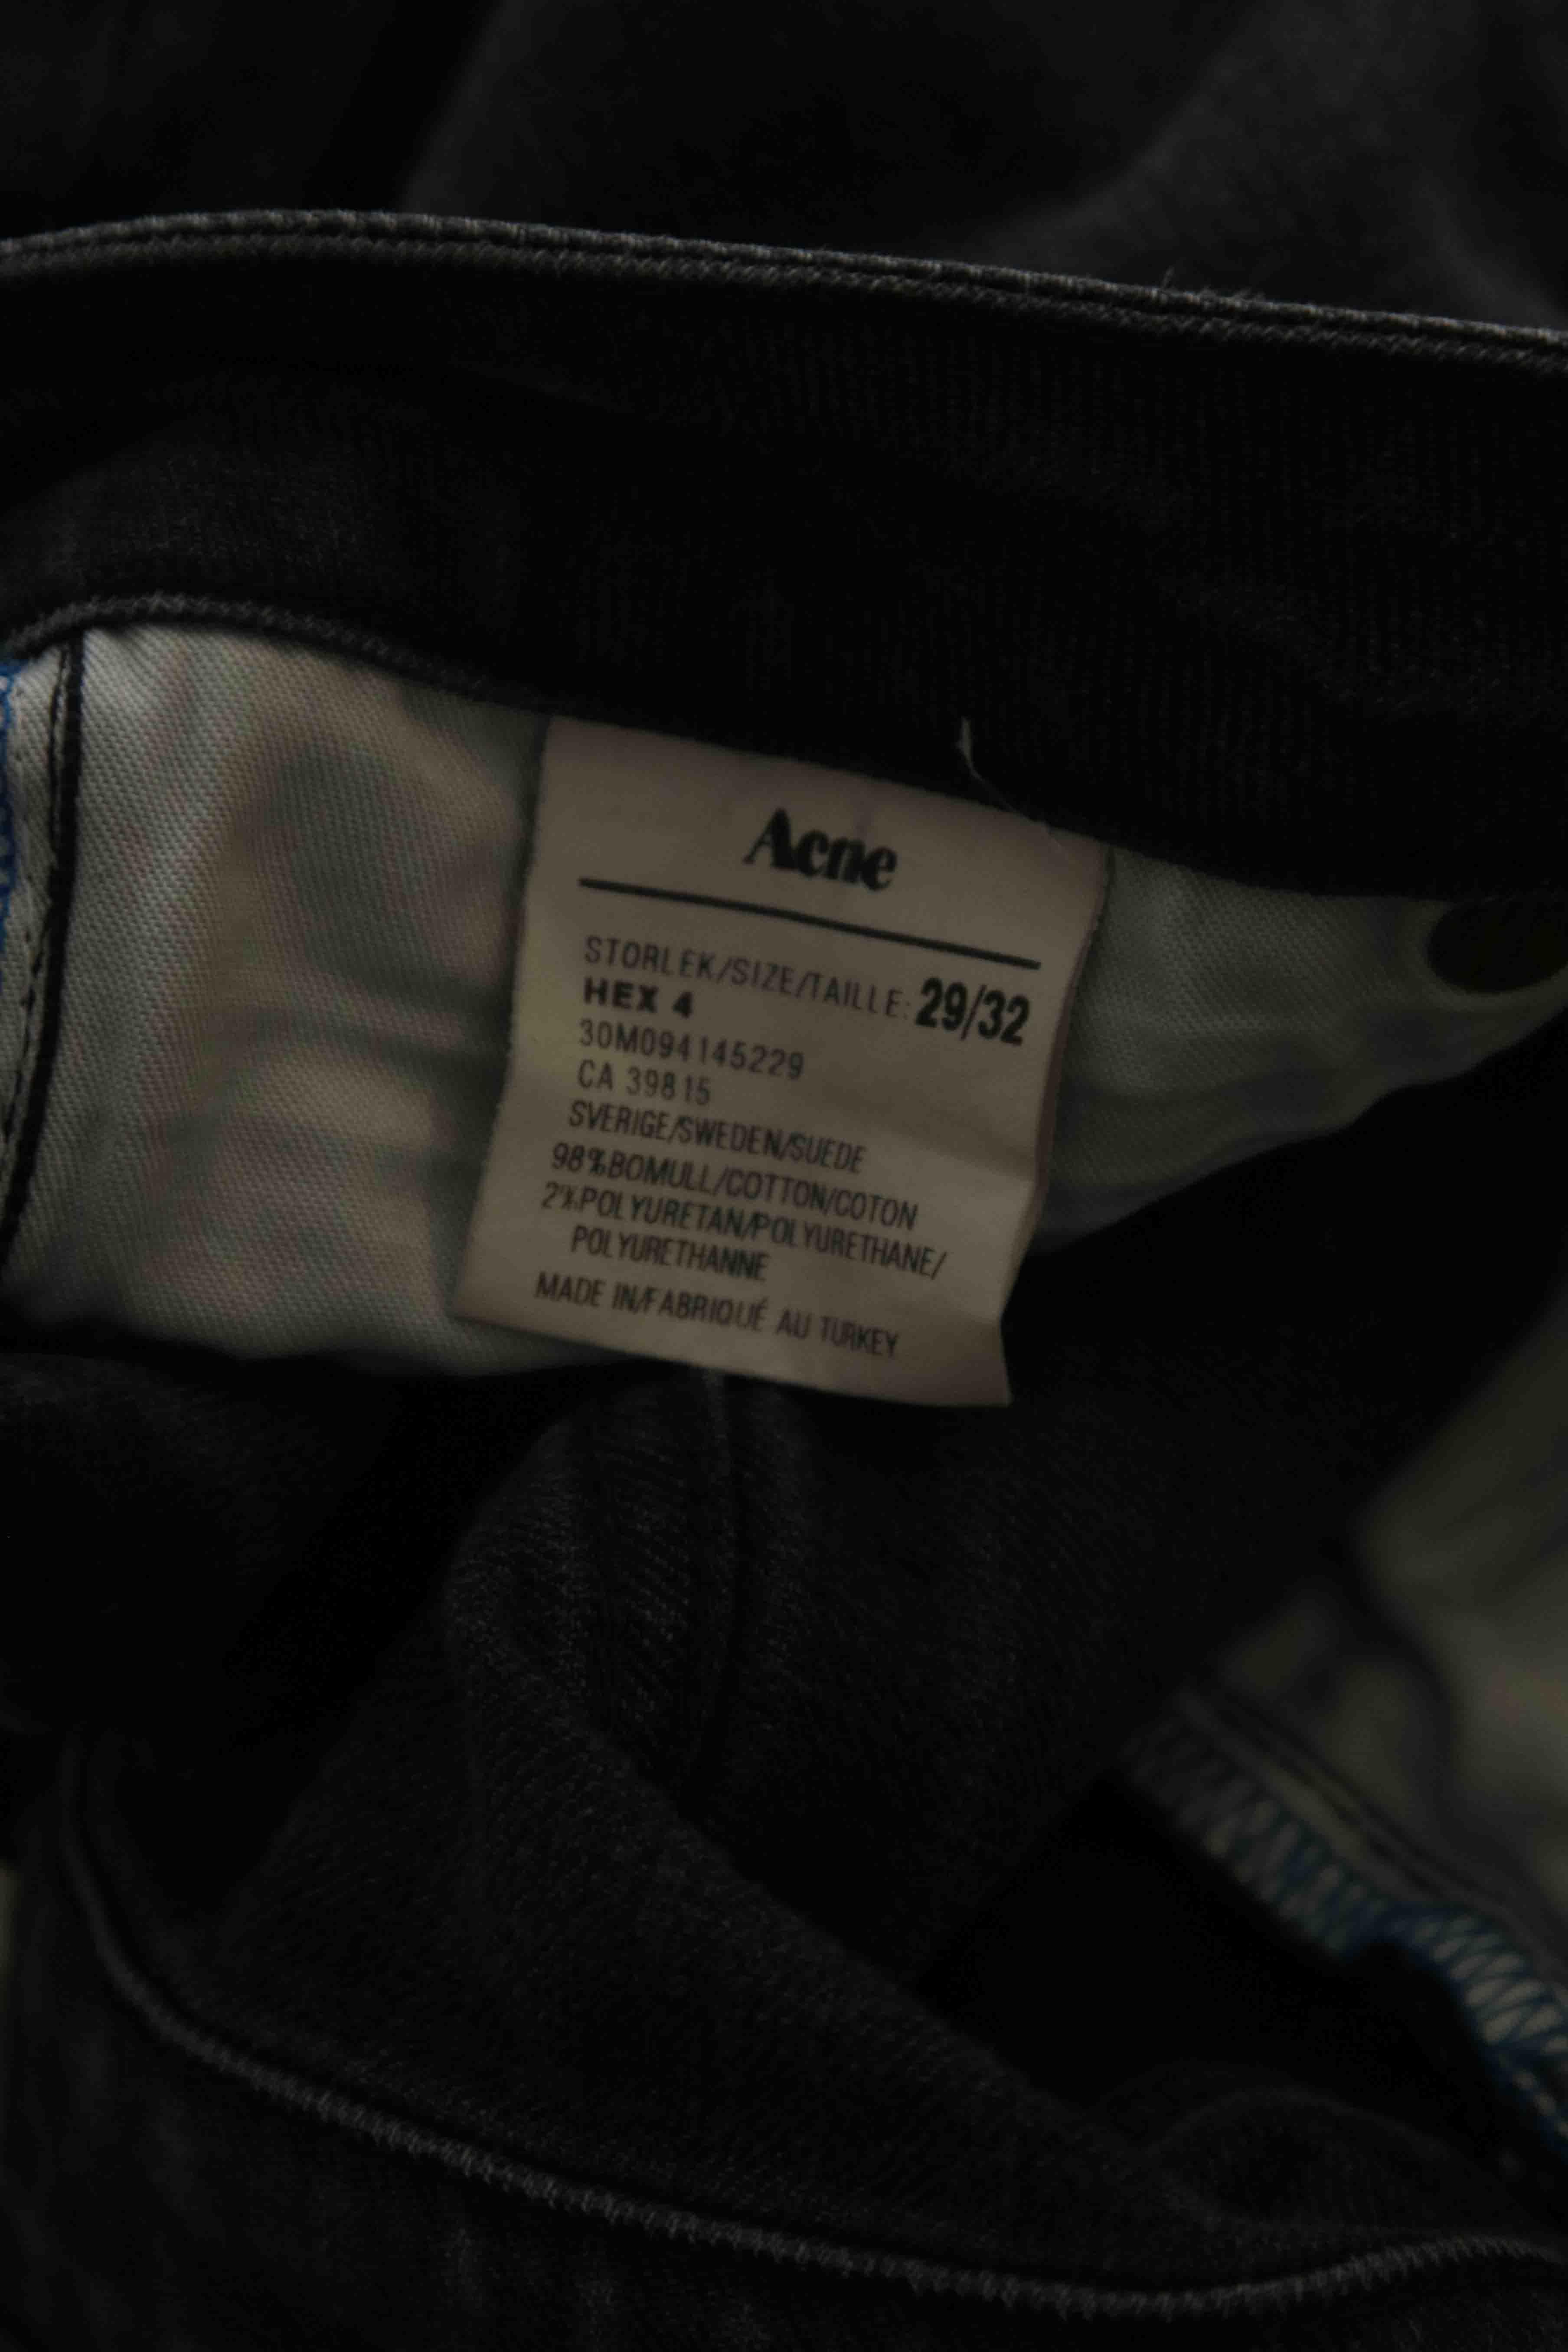 Acne
STORLEK/SIZE/TAILLE: 29/32
HEX 4
30M094145229
CA 39815
SVERIGE/SWEDEN/SUEDE
98%BOMULL/COTTON/COTON
2%POLYURETAN/POLYURETHANE/
POLYURETHANNE
MADE IN/FABRIQUÉ AU TURKEY